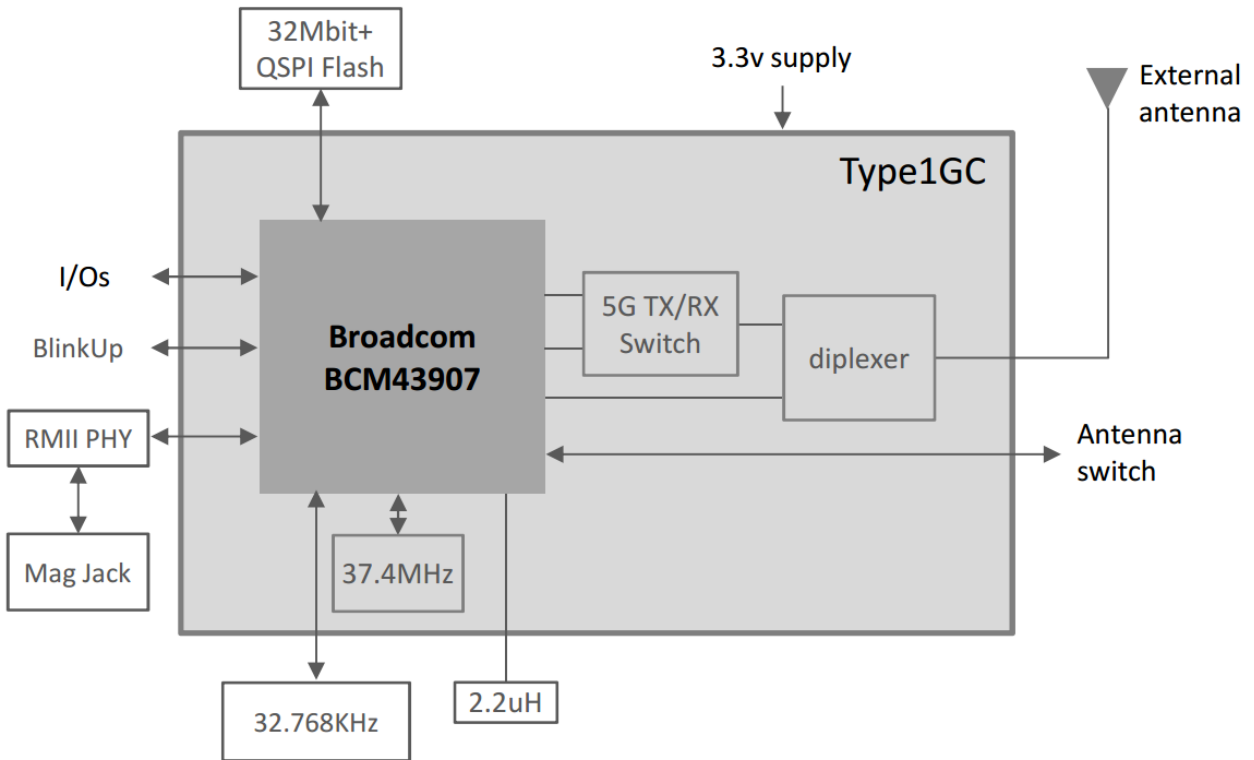 32Mbit+
QSPI Flash
3.3v supply
External
antenna
Type1GC
I/Os
BlinkUp
RMII PHY
Mag Jack
Broadcom
BCM43907
5G TX/RX
Switch
diplexer
Antenna
switch
37.4MHz
32.768KHz
2.2uH